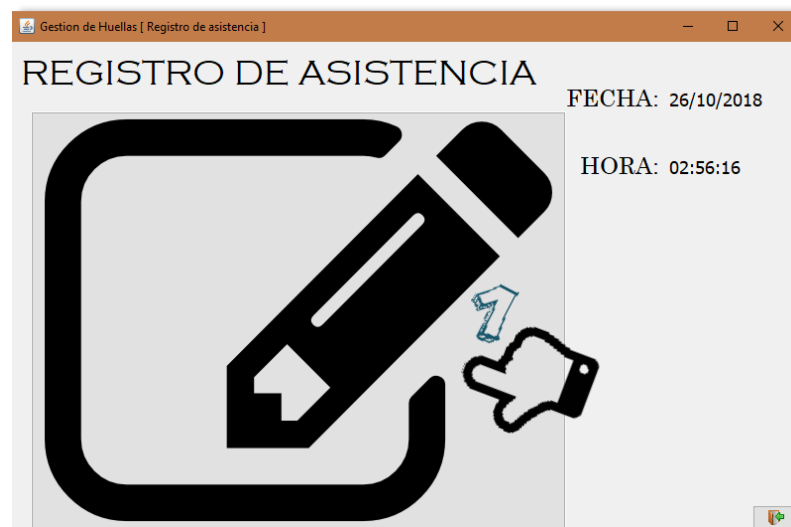 Gestion de Huellas [ Registro de asistencia ]
REGISTRO DE ASISTENCIA
FECHA: 26/10/2018
HORA: 02:56:16
1